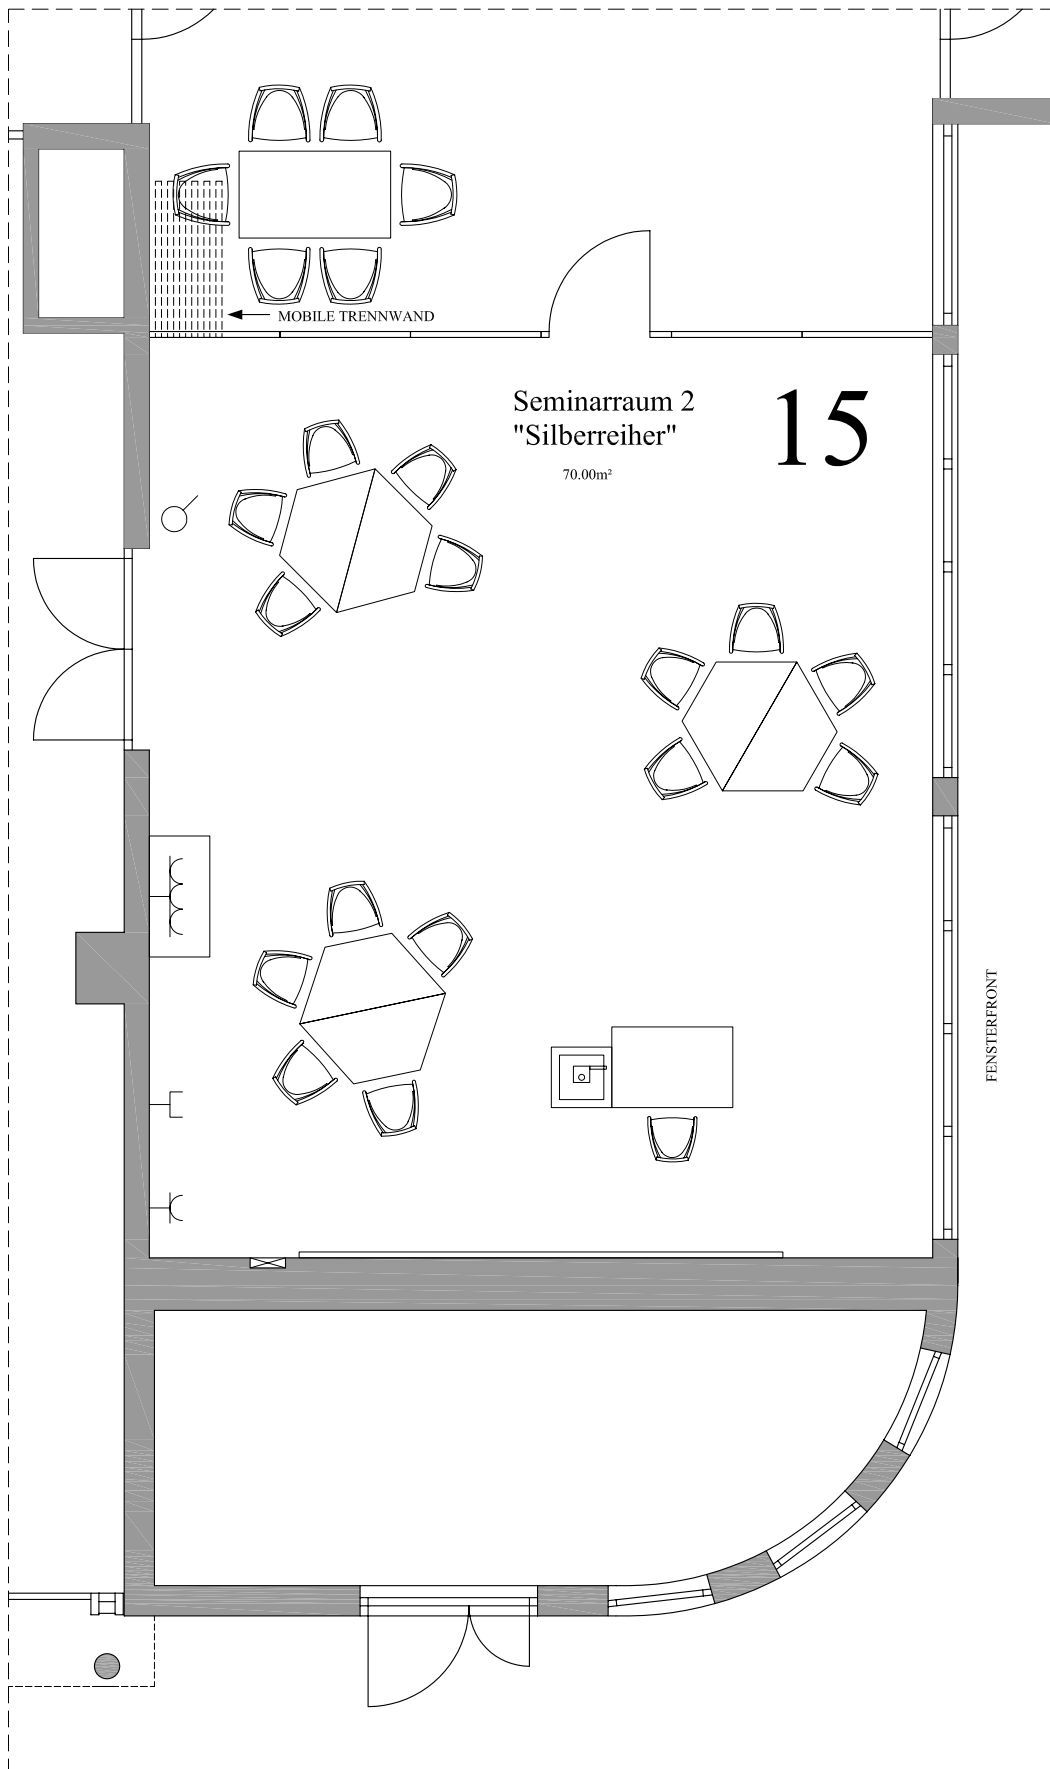 MOBILE TRENNWAND
Seminarraum 2
"Silberreiher"
70.00m²
15
FENSTERFRONT